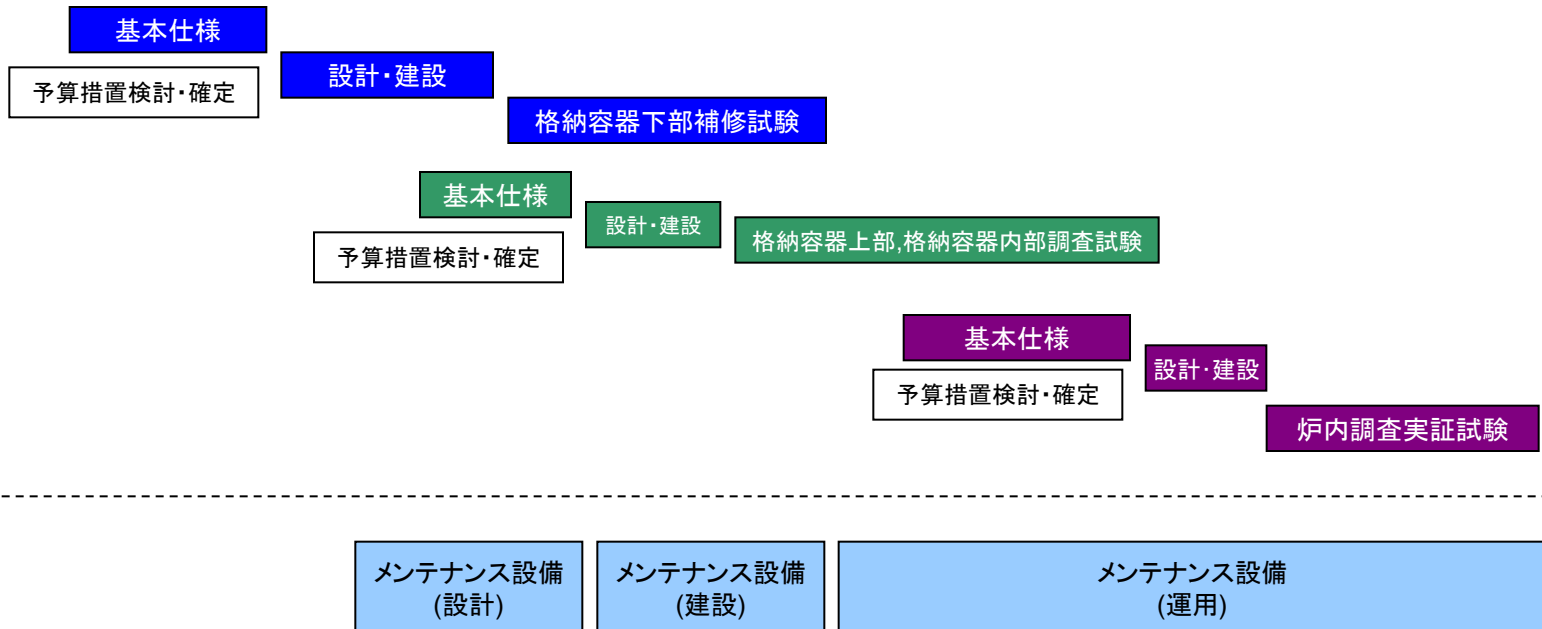 基本仕様
予算措置検討・確定
設計・建設
格納容器下部補修試験
基本仕様
予算措置検討・確定
設計・建設
格納容器上部,格納容器内部調査試験
基本仕様
予算措置検討・確定
設計・建設
炉内調査実証試験
メンテナンス設備
(設計)
メンテナンス設備
(建設)
メンテナンス設備
(運用)